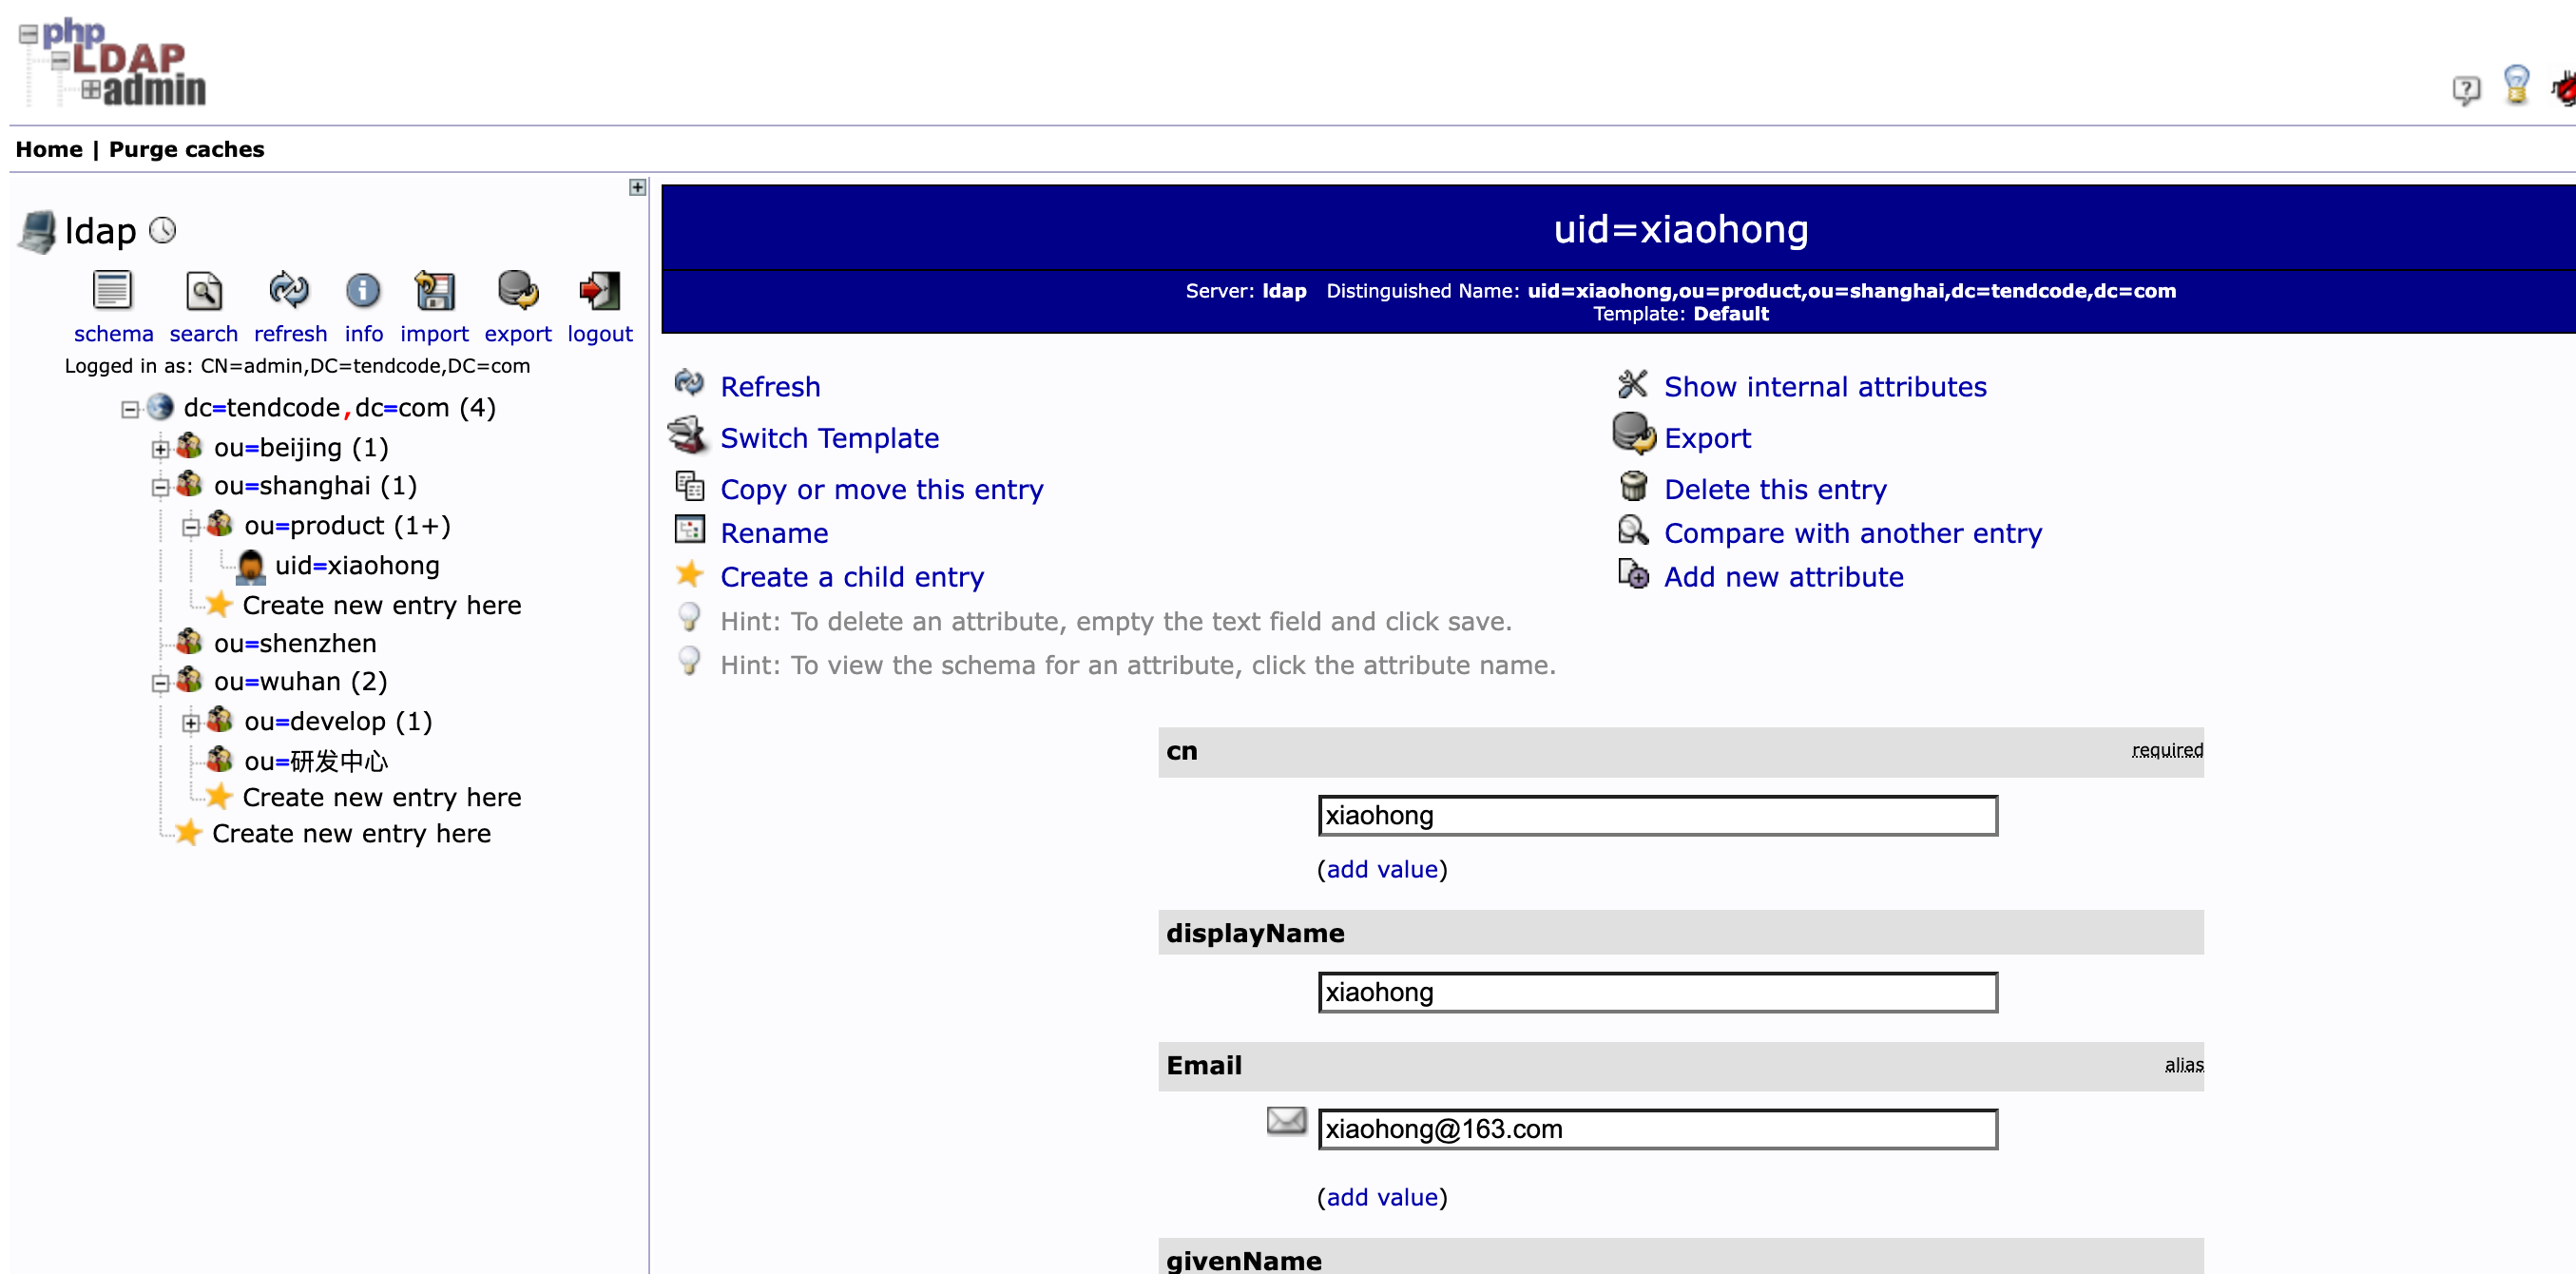 php
LDAP
admin
Home | Purge caches
ldap
schema search refresh info import export logout
Logged in as: CN=admin,DC=tendcode,DC=com
dc=tendcode,dc=com (4)
ou=beijing (1)
ou=shanghai (1)
ou=product (1+)
uid=xiaohong
Create new entry here
ou=shenzhen
ou=wuhan (2)
ou=develop (1)
ou=研发中心
Create new entry here
Create new entry here
uid=xiaohong
Server: ldap Distinguished Name: uid=xiaohong,ou=product,ou=shanghai,dc=tendcode,dc=com
Template: Default
Refresh Show internal attributes
Switch Template Export
Copy or move this entry Delete this entry
Rename Compare with another entry
Create a child entry Add new attribute
Hint: To delete an attribute, empty the text field and click save.
Hint: To view the schema for an attribute, click the attribute name.
cn required
xiaohong
(add value)
displayName
xiaohong
Email alias
xiaohong@163.com
(add value)
givenName